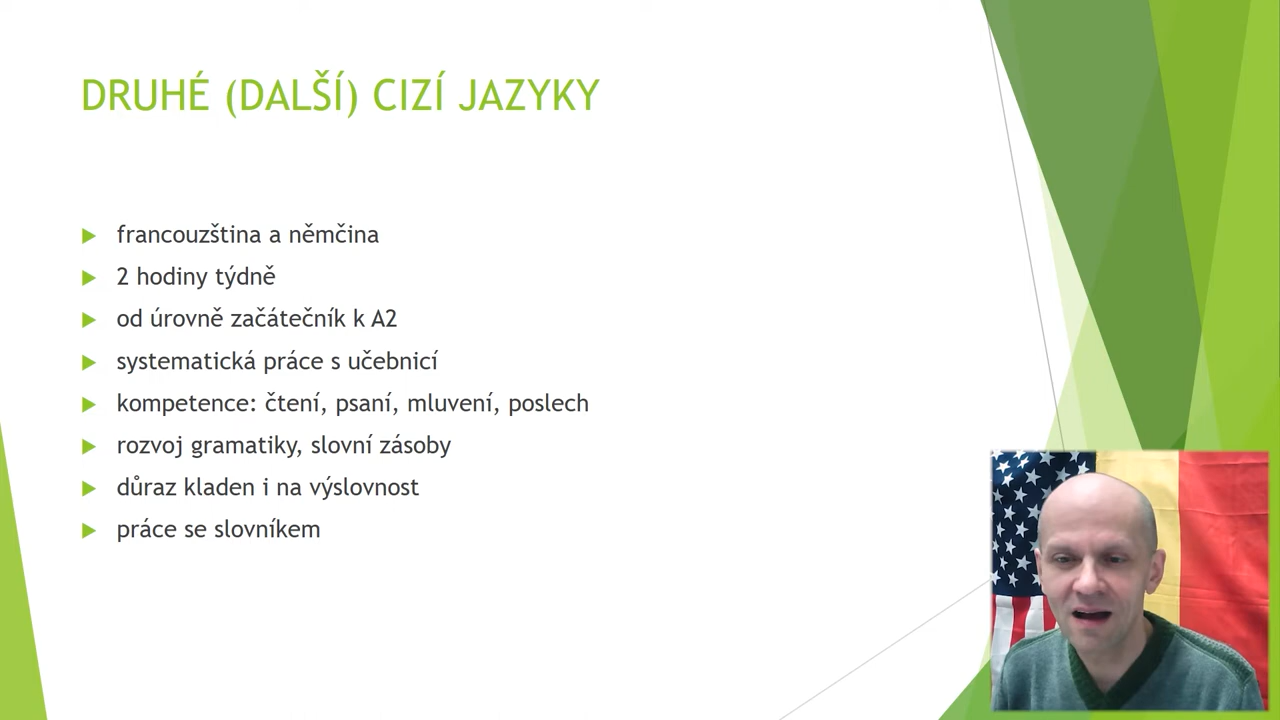 DRUHÉ (DALŠÍ) CIZÍ JAZYKY
francouzština a němčina
2 hodiny týdně
od úrovně začátečník k A2
systematická práce s učebnicí
kompetence: čtení, psaní, mluvení, poslech
rozvoj gramatiky, slovní zásoby
důraz kladen i na výslovnost
práce se slovníkem